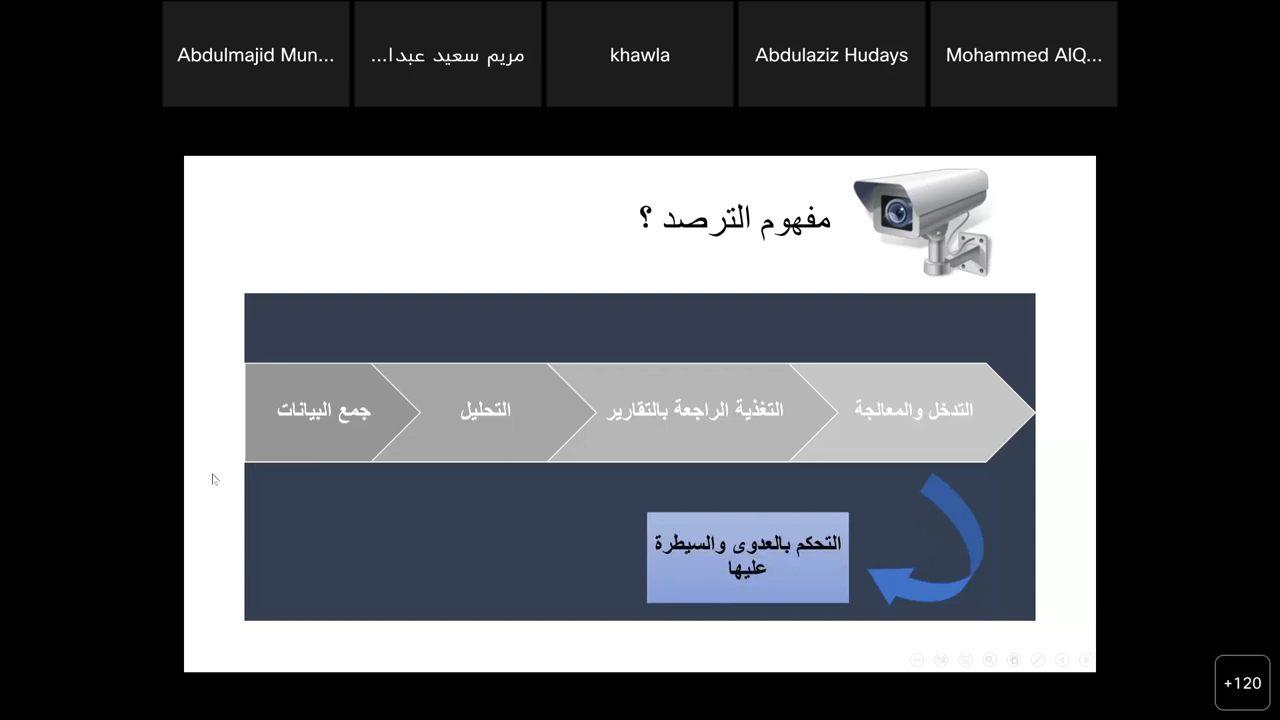 Abdulmajid Mun...
مريم سعيد عبدا...
khawla
Abdulaziz Hudays
Mohammed AlQ...
مفهوم الترصد ؟
جمع البيانات
التحليل
التغذية الراجعة بالتقارير
التدخل والمعالجة
التحكم بالعدوى والسيطرة
عليها
+120